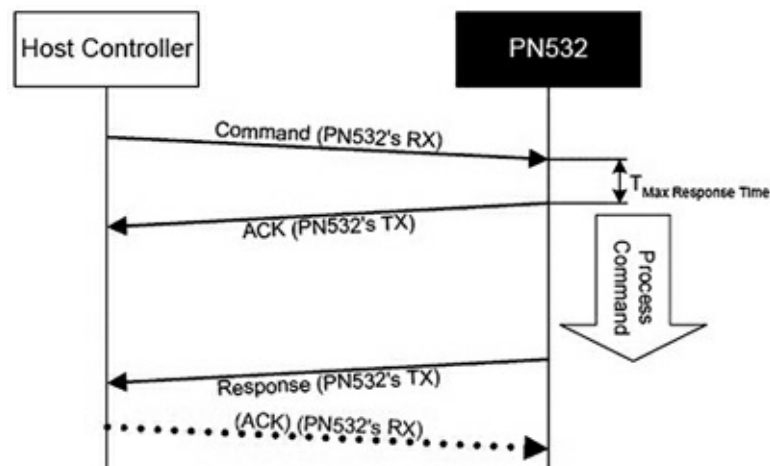 Host Controller
PN532
Command (PN532's RX)
T Max Response Time
ACK (PN532's TX)
Process
Command
Response (PN532's TX)
(ACK) (PN532's RX)